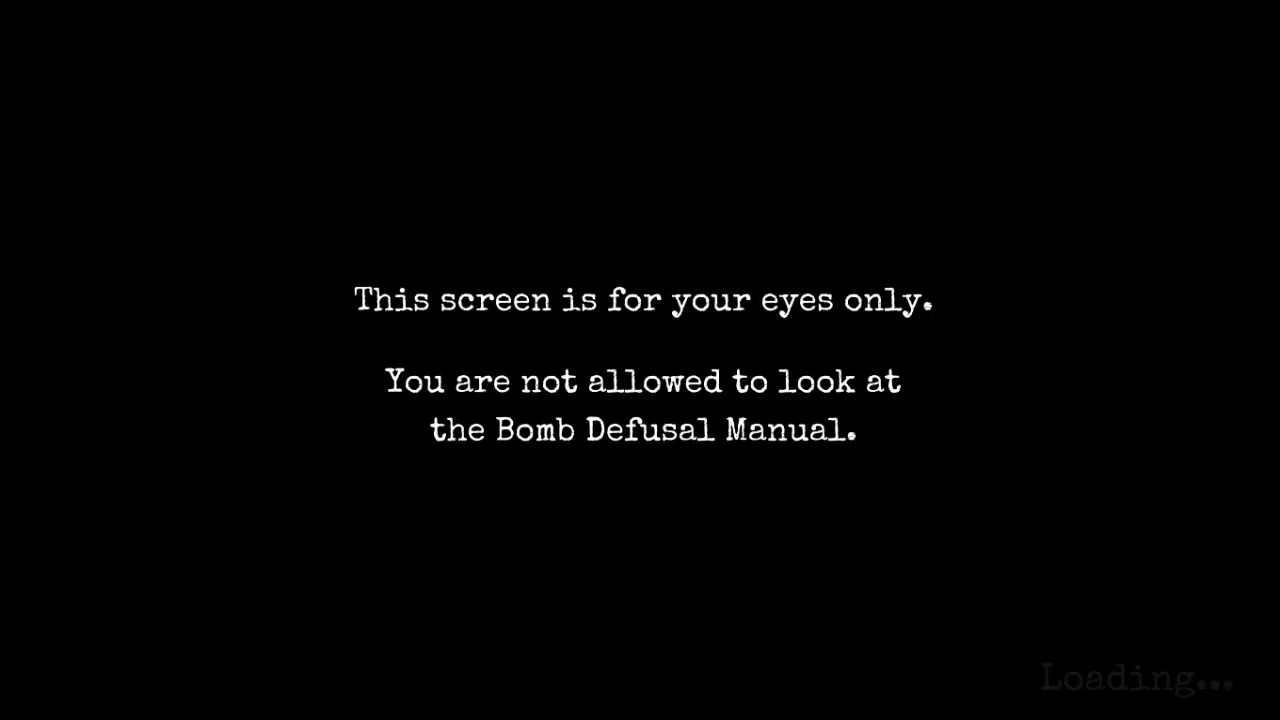 This screen is for your eyes only.
You are not allowed to look at
the Bomb Defusal Manual.
Loading...